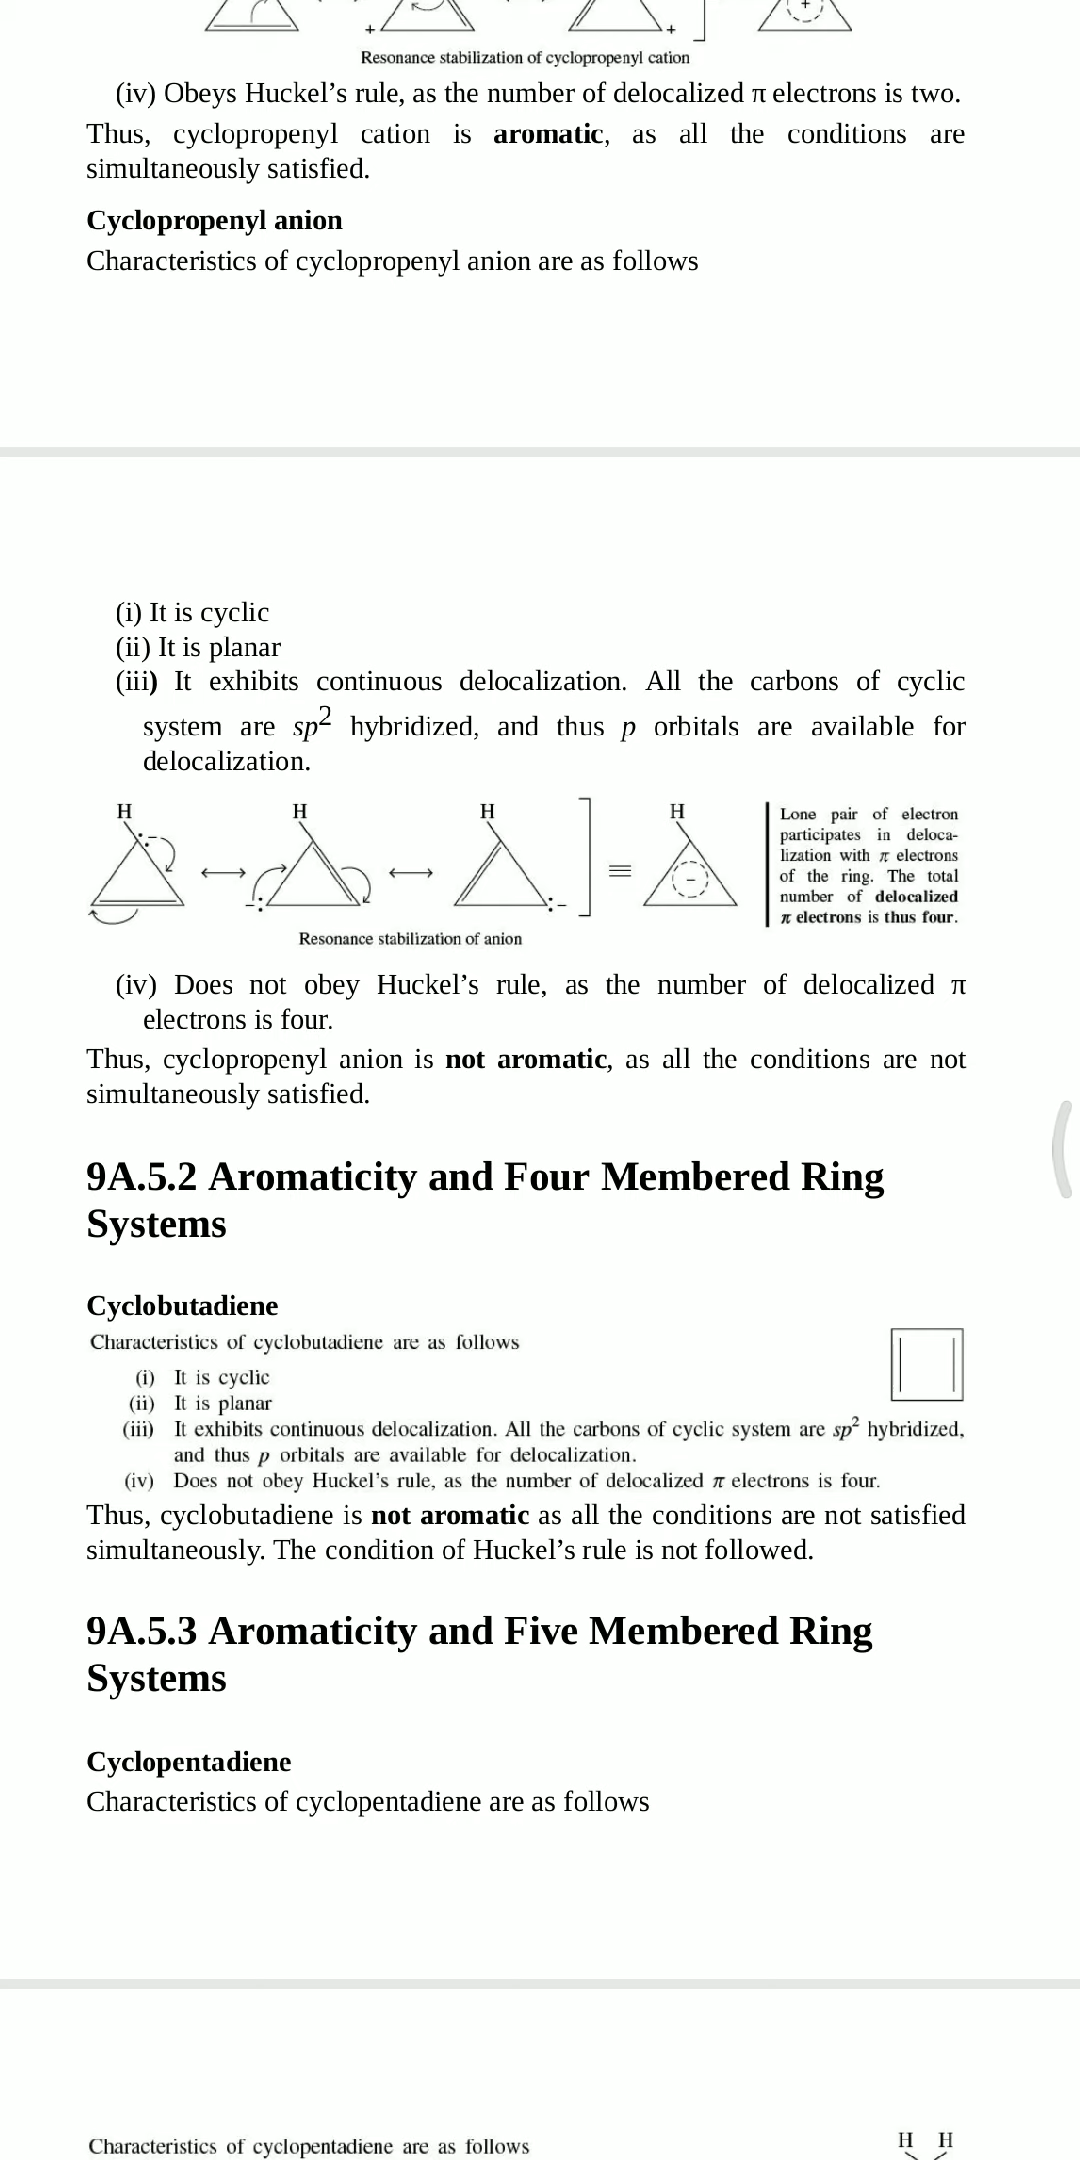 +
+
+
Resonance stabilization of cyclopropenyl cation
(iv) Obeys Huckel’s rule, as the number of delocalized π electrons is two.
Thus, cyclopropenyl cation is aromatic, as all the conditions are
simultaneously satisfied.
Cyclopropenyl anion
Characteristics of cyclopropenyl anion are as follows
(i) It is cyclic
(ii) It is planar
(iii) It exhibits continuous delocalization. All the carbons of cyclic
system are sp² hybridized, and thus p orbitals are available for
delocalization.
H H H H
Lone pair of electron
participates in deloca-
lization with π electrons
of the ring. The total
number of delocalized
π electrons is thus four.
Resonance stabilization of anion
(iv) Does not obey Huckel’s rule, as the number of delocalized π
electrons is four.
Thus, cyclopropenyl anion is not aromatic, as all the conditions are not
simultaneously satisfied.
9A.5.2 Aromaticity and Four Membered Ring
Systems
Cyclobutadiene
Characteristics of cyclobutadiene are as follows
(i) It is cyclic
(ii) It is planar
(iii) It exhibits continuous delocalization. All the carbons of cyclic system are sp² hybridized,
and thus p orbitals are available for delocalization.
(iv) Does not obey Huckel’s rule, as the number of delocalized π electrons is four.
Thus, cyclobutadiene is not aromatic as all the conditions are not satisfied
simultaneously. The condition of Huckel’s rule is not followed.
9A.5.3 Aromaticity and Five Membered Ring
Systems
Cyclopentadiene
Characteristics of cyclopentadiene are as follows
Characteristics of cyclopentadiene are as follows
H H